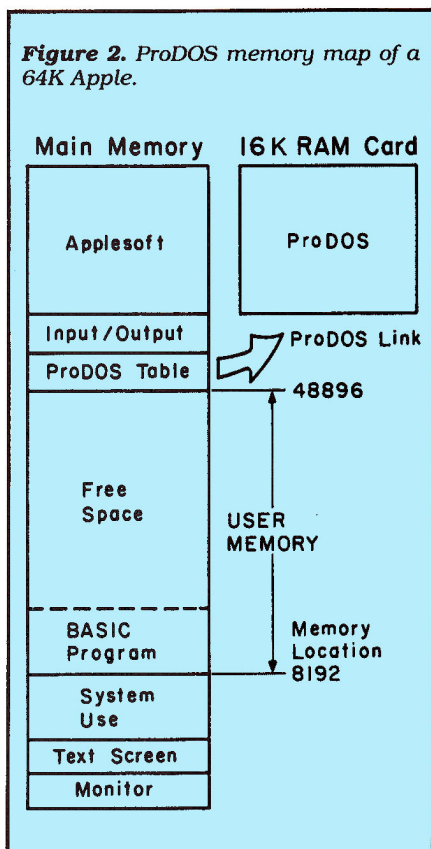 Figure 2. ProDOS memory map of a
64K Apple.
Main Memory
16K RAM Card
Applesoft
ProDOS
Input/Output
ProDOS Link
ProDOS Table
48896
Free
Space
USER
MEMORY
BASIC
Program
Memory
Location
8192
System
Use
Text Screen
Monitor